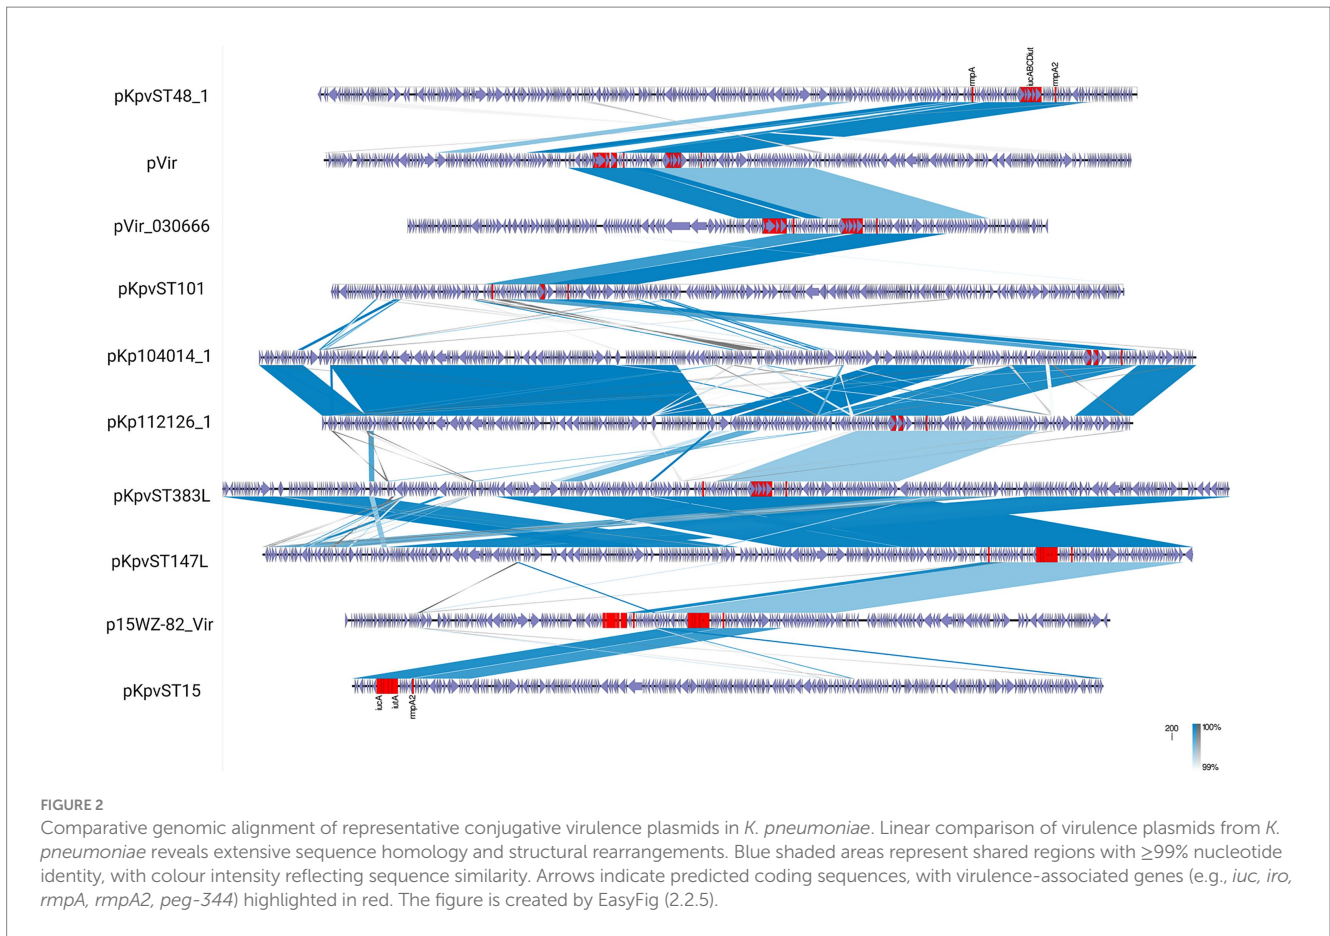 rmpA
iucABCDiut
rmpA2
pKpvST48_1
pVir
pVir_030666
pKpvST101
pKp104014_1
pKp112126_1
pKpvST383L
pKpvST147L
p15WZ-82_Vir
pKpvST15
iucA
iutA
rmpA2
200
100%
99%
FIGURE 2
Comparative genomic alignment of representative conjugative virulence plasmids in K. pneumoniae. Linear comparison of virulence plasmids from K.
pneumoniae reveals extensive sequence homology and structural rearrangements. Blue shaded areas represent shared regions with ≥99% nucleotide
identity, with colour intensity reflecting sequence similarity. Arrows indicate predicted coding sequences, with virulence-associated genes (e.g., iuc, iro,
rmpA, rmpA2, peg-344) highlighted in red. The figure is created by EasyFig (2.2.5).